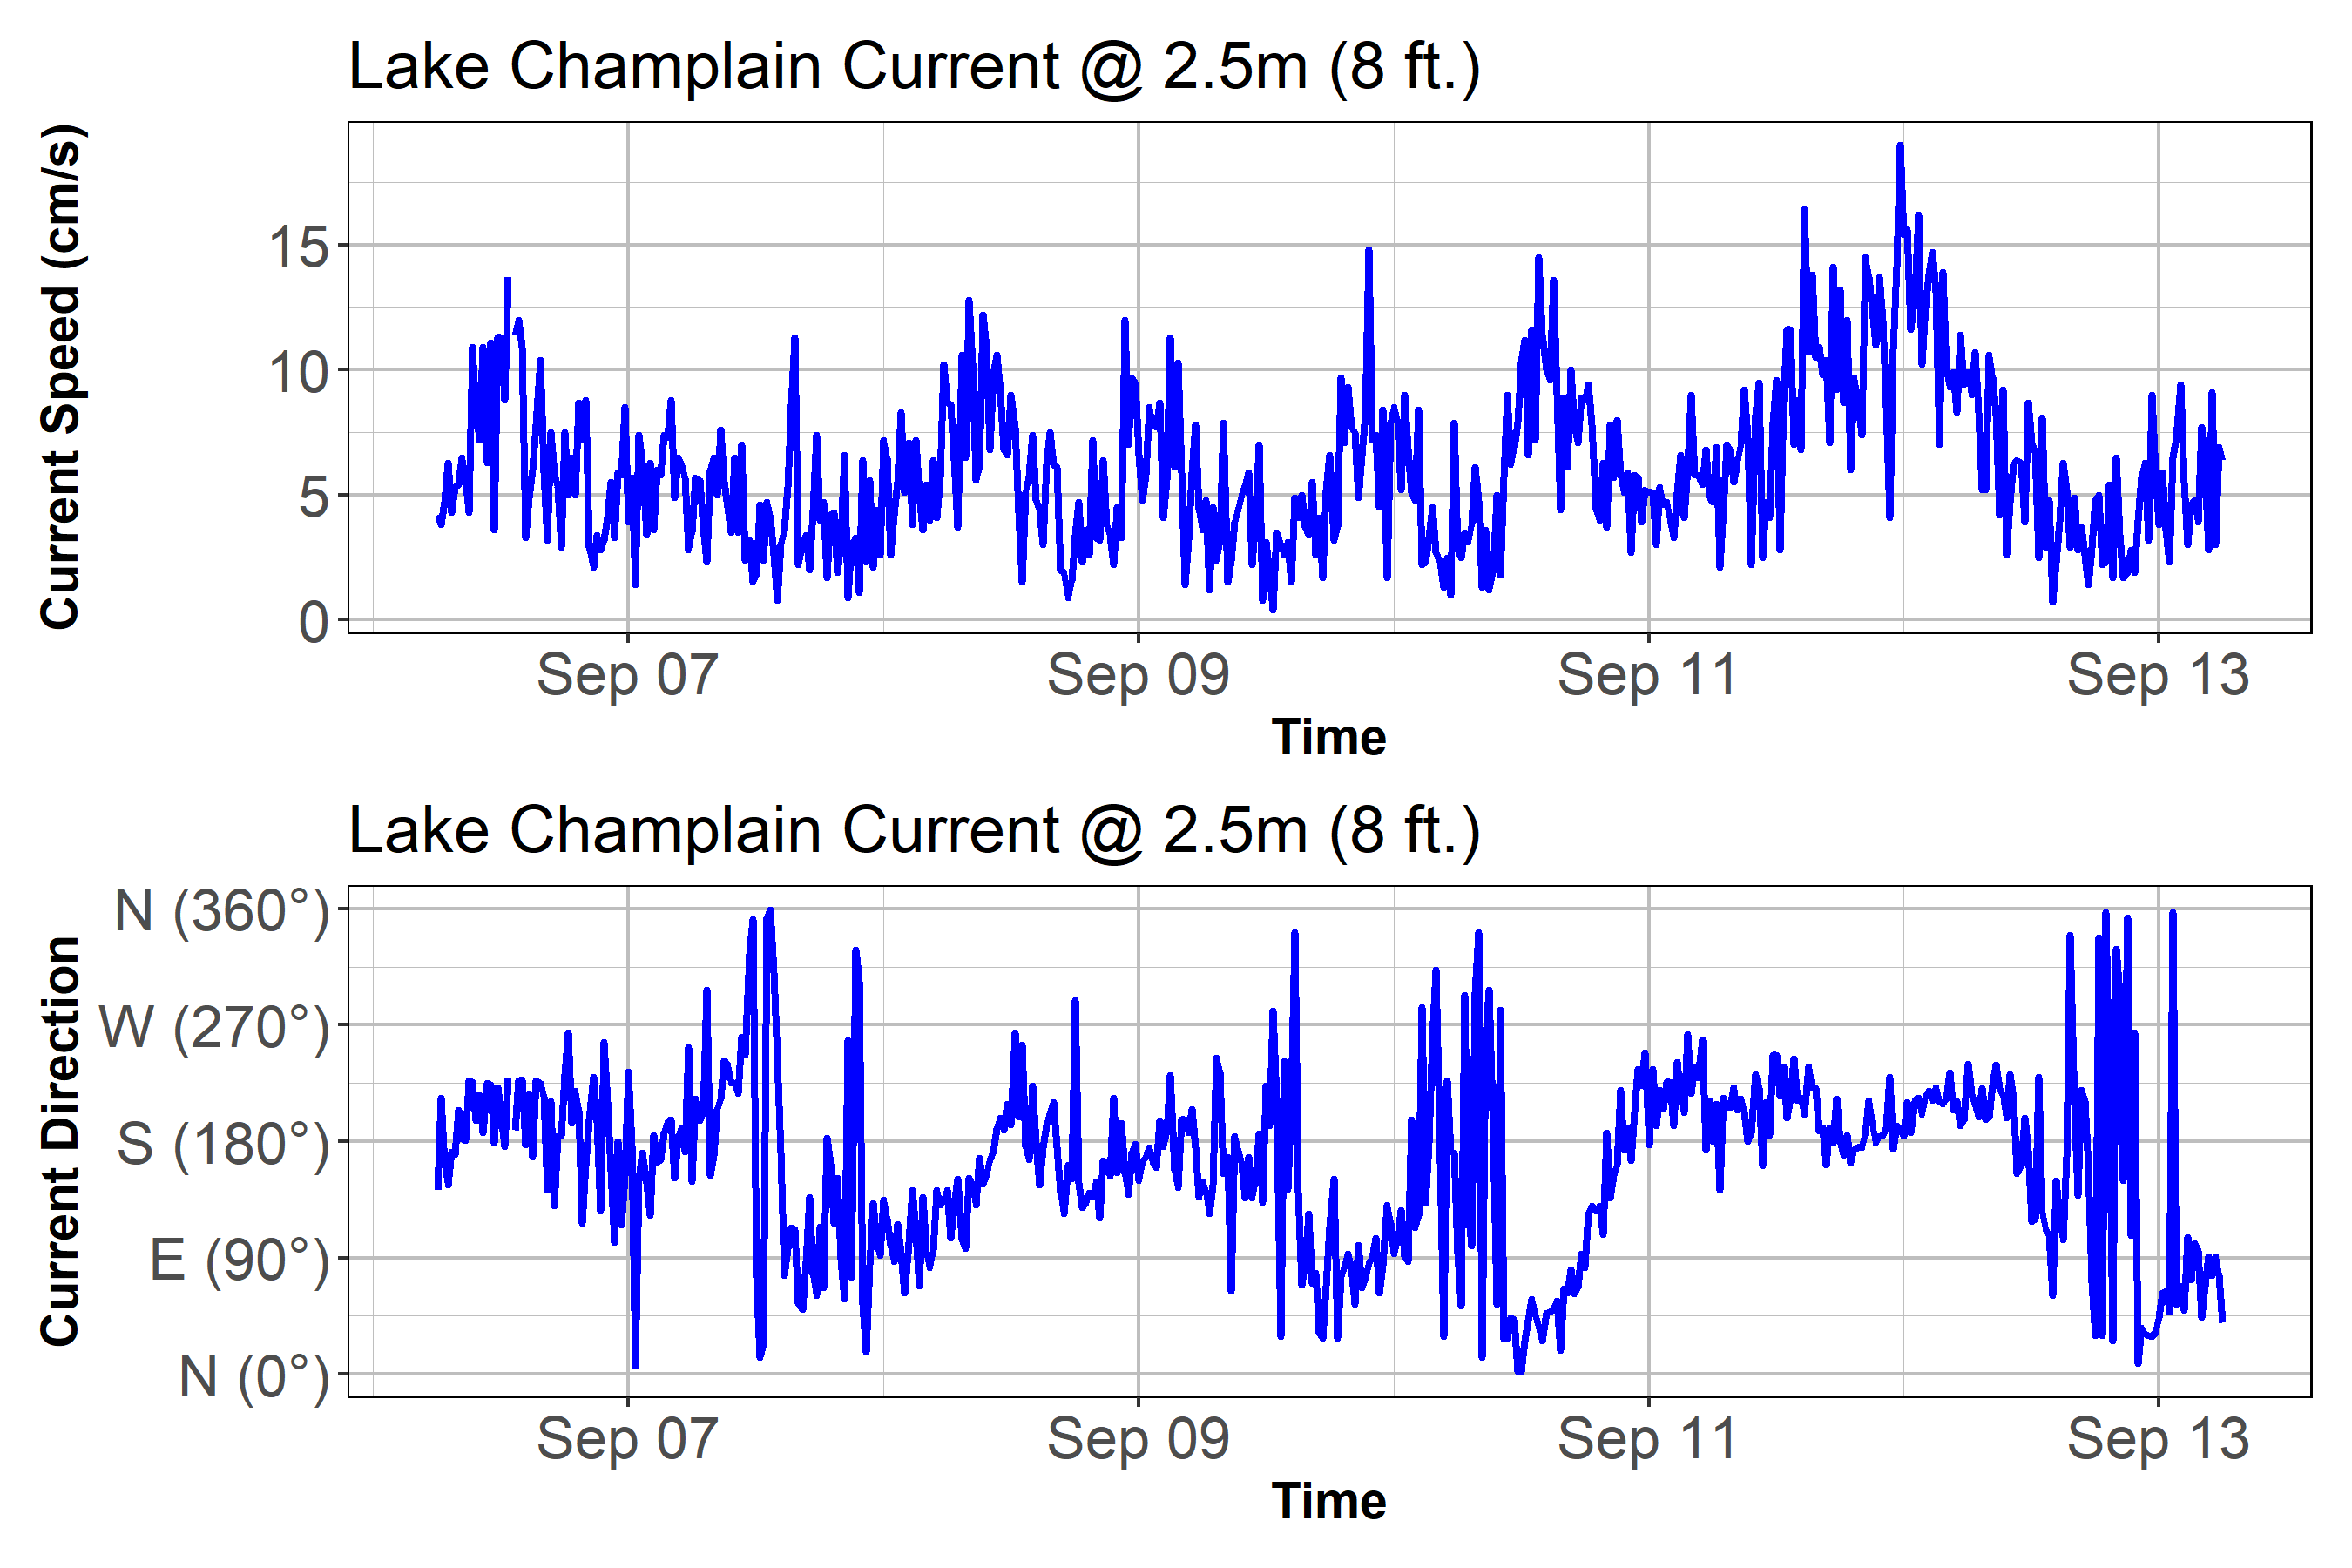 Lake Champlain Current @ 2.5m (8 ft.)
Current Speed (cm/s)
15
10
5
0
Sep 07 Sep 09 Sep 11 Sep 13
Time
Lake Champlain Current @ 2.5m (8 ft.)
Current Direction
N (360°)
W (270°)
S (180°)
E (90°)
N (0°)
Sep 07 Sep 09 Sep 11 Sep 13
Time